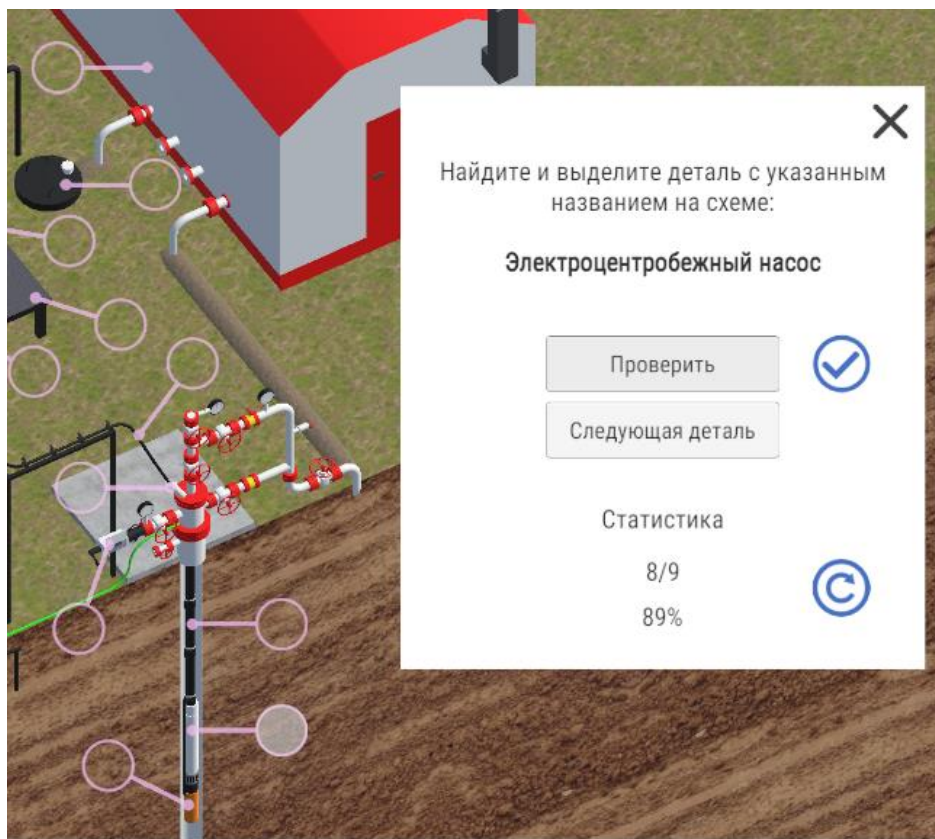 Найдите и выделите деталь с указанным
названием на схеме:
Электроцентробежный насос
Проверить
Следующая деталь
Статистика
8/9
89%